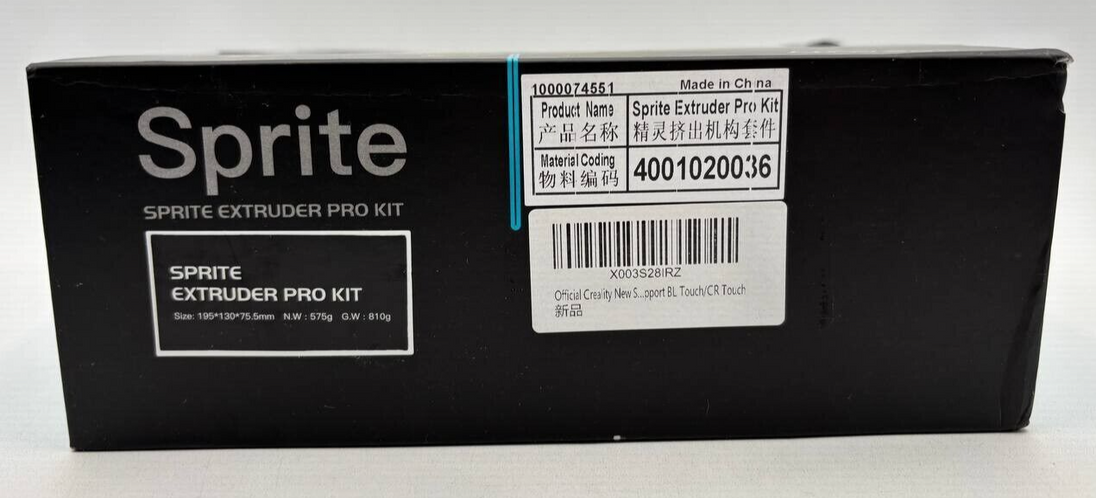 Sprite
SPRITE EXTRUDER PRO KIT
SPRITE
EXTRUDER PRO KIT
Size: 195*130*75.5mm N.W : 575g G.W : 810g
1000074551 Made in China
Product Name Sprite Extruder Pro Kit
产品名称 精灵挤出机构套件
Material Coding
物料编码 4001020036
X003S28IRZ
Official Creality New S...pport BL Touch/CR Touch
新品